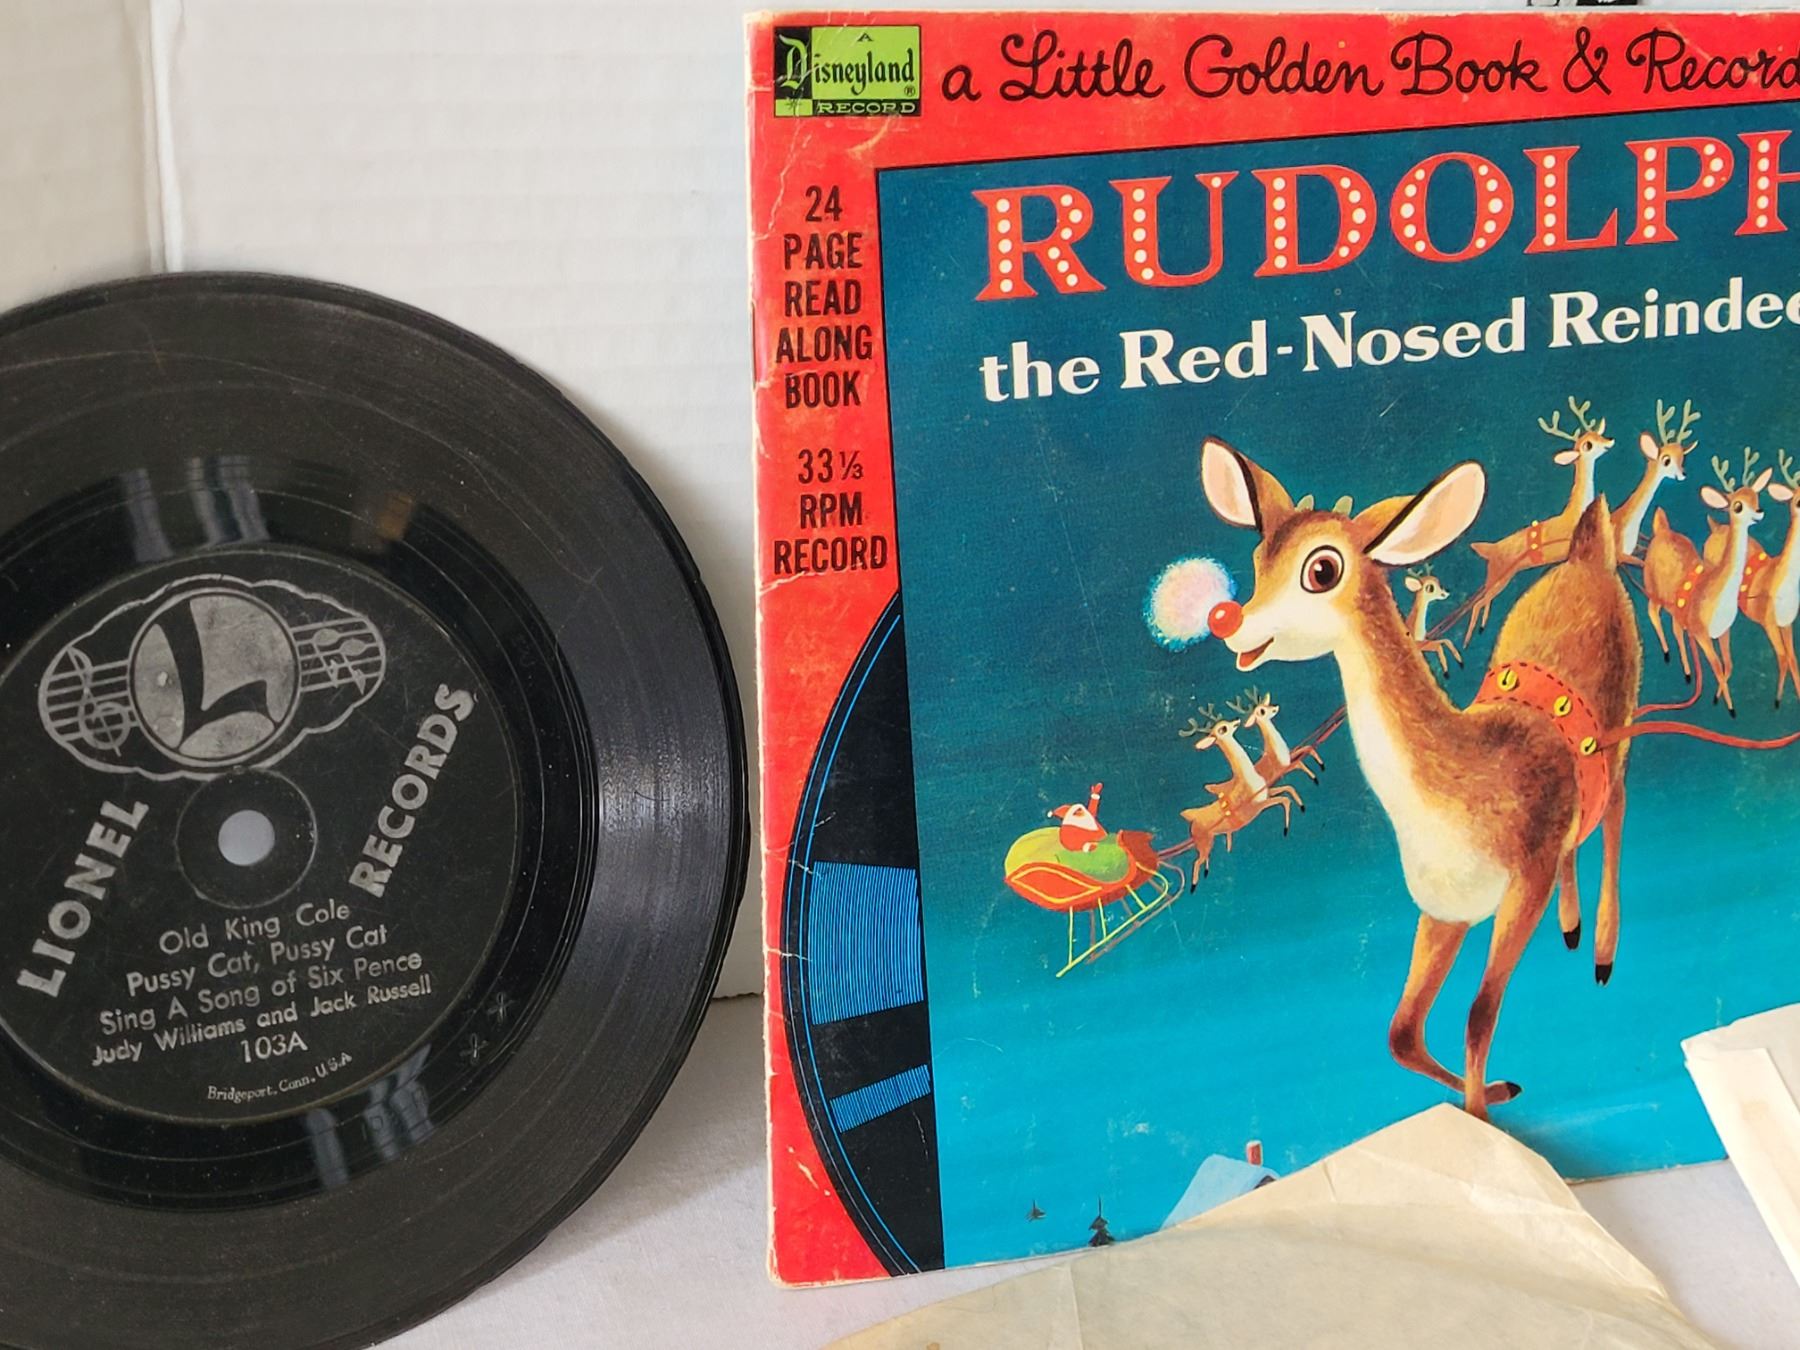 LIONEL RECORDS
Old King Cole
Pussy Cat, Pussy Cat
Sing A Song of Six Pence
Judy Williams and Jack Russell
103A
Bridgeport, Conn., U.S.A
A
Disneyland
®
RECORD
a Little Golden Book & Record
24
PAGE
READ
ALONG
BOOK
33⅓
RPM
RECORD
RUDOLPH
the Red-Nosed Reindee